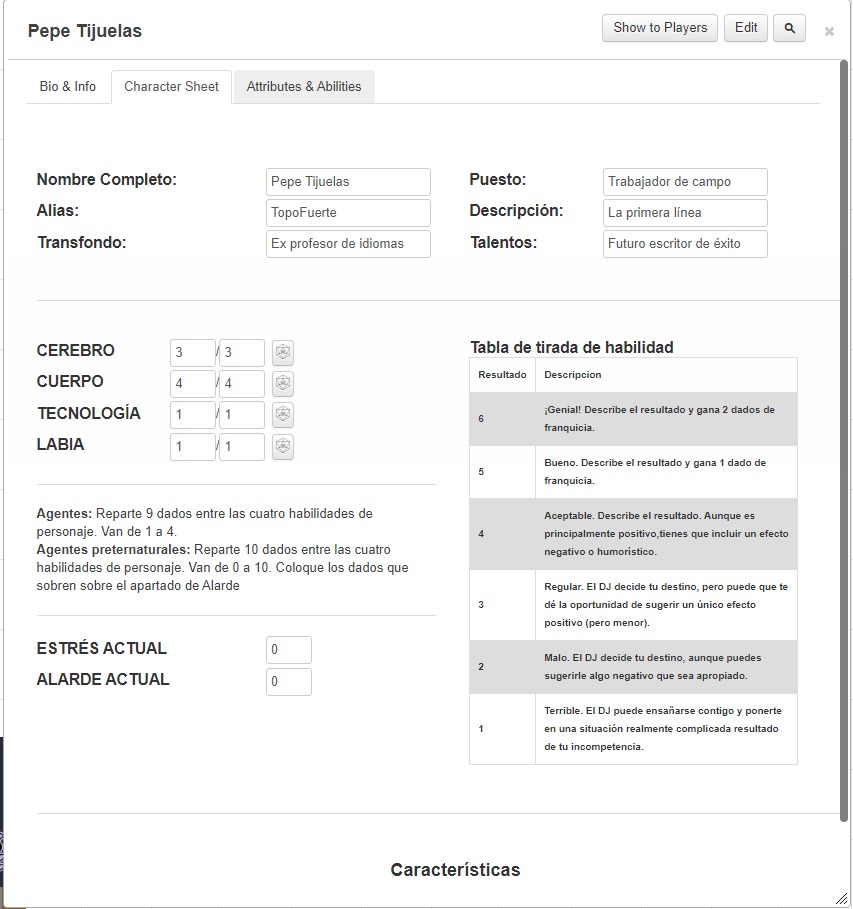 Pepe Tijuelas
Show to Players
Edit
Bio & Info
Character Sheet
Attributes & Abilities
Nombre Completo:
Pepe Tijuelas
Puesto:
Trabajador de campo
Alias:
TopoFuerte
Descripción:
La primera línea
Transfondo:
Ex profesor de idiomas
Talentos:
Futuro escritor de éxito
CEREBRO
3 / 3
CUERPO
4 / 4
TECNOLOGÍA
1 / 1
LABIA
1 / 1
Agentes: Reparte 9 dados entre las cuatro habilidades de
personaje. Van de 1 a 4.
Agentes preternaturales: Reparte 10 dados entre las cuatro
habilidades de personaje. Van de 0 a 10. Coloque los dados que
sobren sobre el apartado de Alarde
ESTRÉS ACTUAL
0
ALARDE ACTUAL
0
Tabla de tirada de habilidad
Resultado Descripcion
6
¡Genial! Describe el resultado y gana 2 dados de
franquicia.
5
Bueno. Describe el resultado y gana 1 dado de
franquicia.
4
Aceptable. Describe el resultado. Aunque es
principalmente positivo,tienes que incluir un efecto
negativo o humorístico.
3
Regular. El DJ decide tu destino, pero puede que te
dé la oportunidad de sugerir un único efecto
positivo (pero menor).
2
Malo. El DJ decide tu destino, aunque puedes
sugerirle algo negativo que sea apropiado.
1
Terrible. El DJ puede ensañarse contigo y ponerte
en una situación realmente complicada resultado
de tu incompetencia.
Características